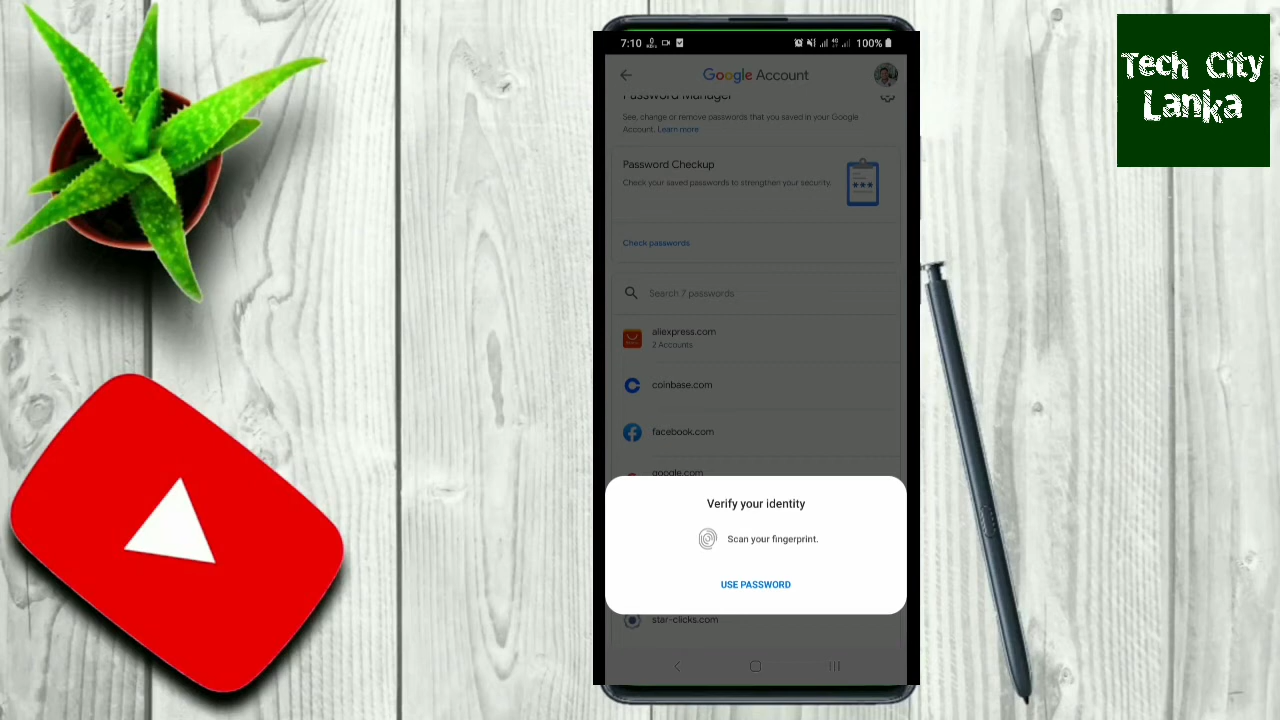 Tech City
Lanka
7:10
100%
Google Account
Password Manager
See, change or remove passwords that you saved in your Google
Account. Learn more
Password Checkup
Check your saved passwords to strengthen your security.
Check passwords
Search 7 passwords
aliexpress.com
2 Accounts
coinbase.com
facebook.com
google.com
Verify your identity
Scan your fingerprint.
USE PASSWORD
star-clicks.com